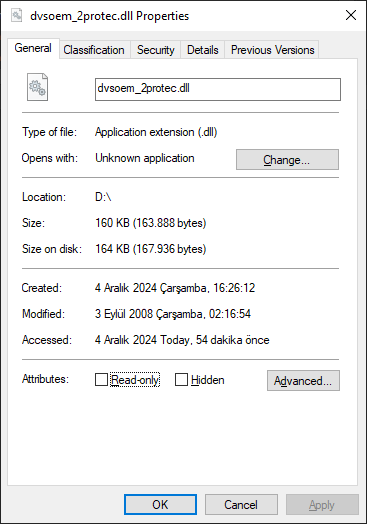 dvsoem_2protec.dll Properties
General Classification Security Details Previous Versions
dvsoem_2protec.dll
Type of file: Application extension (.dll)
Opens with: Unknown application Change...
Location: D:\
Size: 160 KB (163.888 bytes)
Size on disk: 164 KB (167.936 bytes)
Created: 4 Aralık 2024 Çarşamba, 16:26:12
Modified: 3 Eylül 2008 Çarşamba, 02:16:54
Accessed: 4 Aralık 2024 Today, 54 dakika önce
Attributes: Read-only Hidden Advanced...
OK Cancel Apply